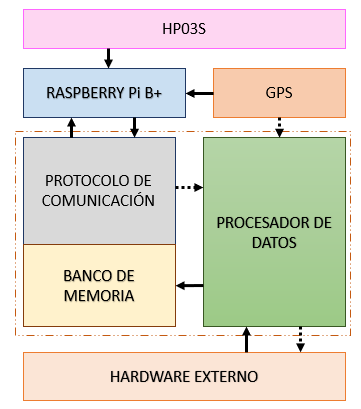 HP03S
RASPBERRY Pi B+
GPS
PROTOCOLO DE
COMUNICACIÓN
PROCESADOR DE
DATOS
BANCO DE
MEMORIA
HARDWARE EXTERNO